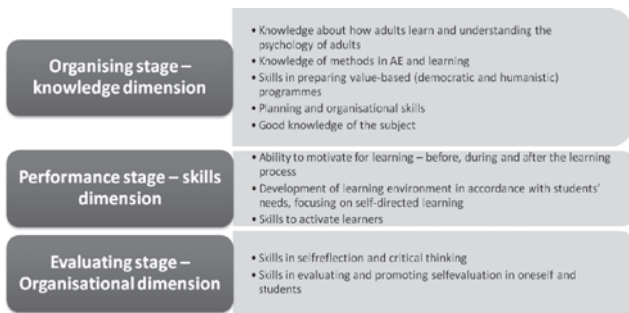 Organising stage –
knowledge dimension
• Knowledge about how adults learn and understanding the
psychology of adults
• Knowledge of methods in AE and learning
• Skills in preparing value-based (democratic and humanistic)
programmes
• Planning and organisational skills
• Good knowledge of the subject
Performance stage – skills
dimension
• Ability to motivate for learning – before, during and after the learning
process
• Development of learning environment in accordance with students'
needs, focusing on self-directed learning
• Skills to activate learners
Evaluating stage –
Organisational dimension
• Skills in selfreflection and critical thinking
• Skills in evaluating and promoting selfevaluation in oneself and
students